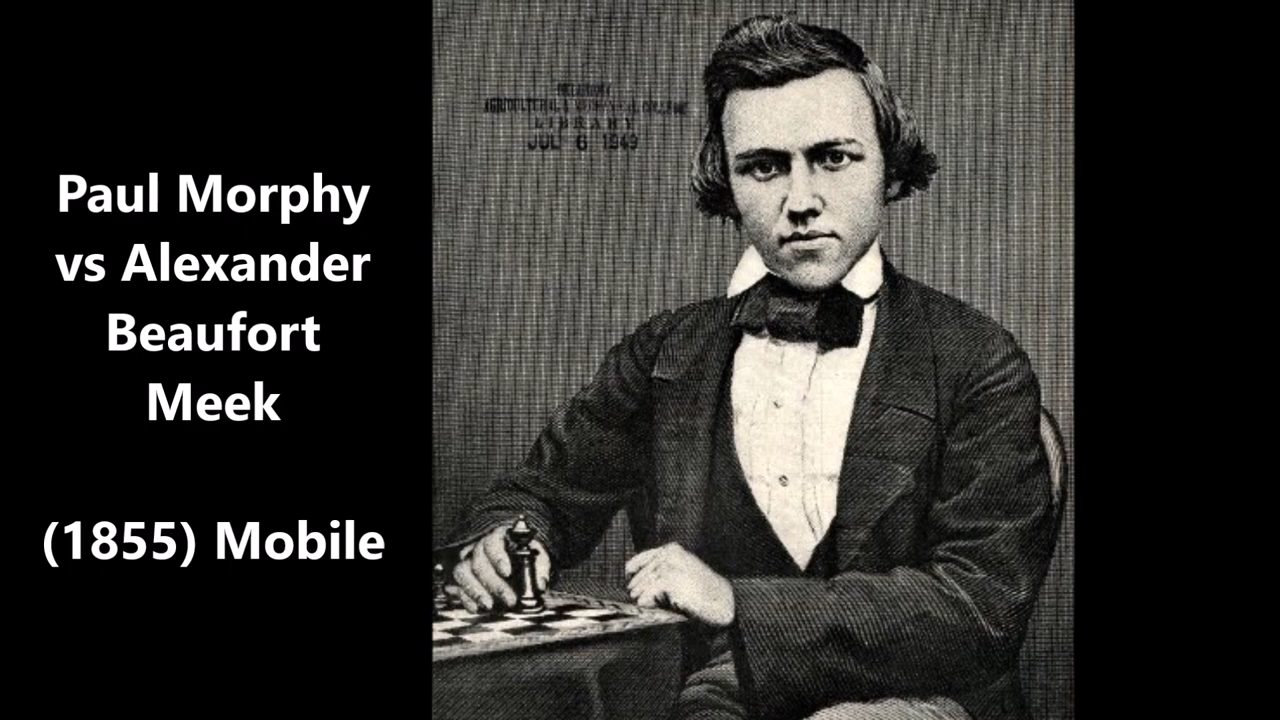 Paul Morphy
vs Alexander
Beaufort
Meek
(1855) Mobile
LIBRARY
JUL 6 1949